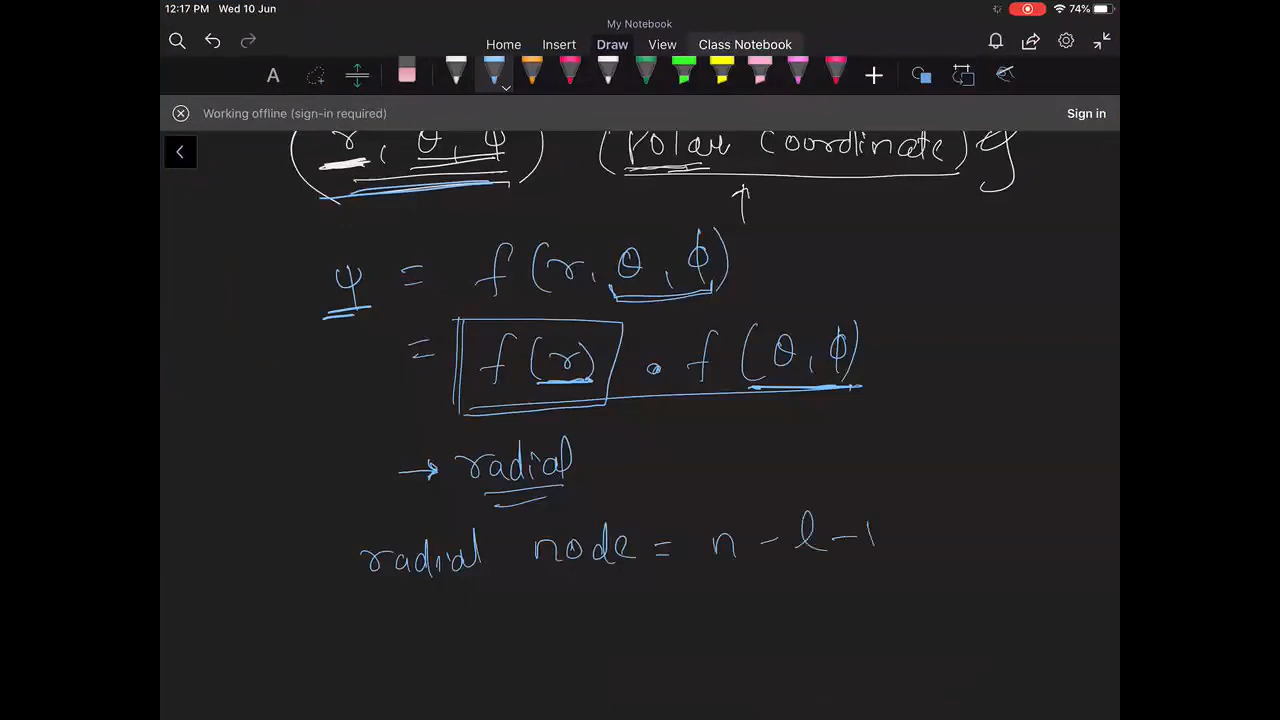 12:17 PM Wed 10 Jun
74%
My Notebook
Home Insert Draw View Class Notebook
A
Working offline (sign-in required)
Sign in
(r, θ, φ) (Polar Coordinate)
ψ = f(r, θ, ϕ)
= f(r) . f(θ, ϕ)
→ radial
radial node = n - l - 1